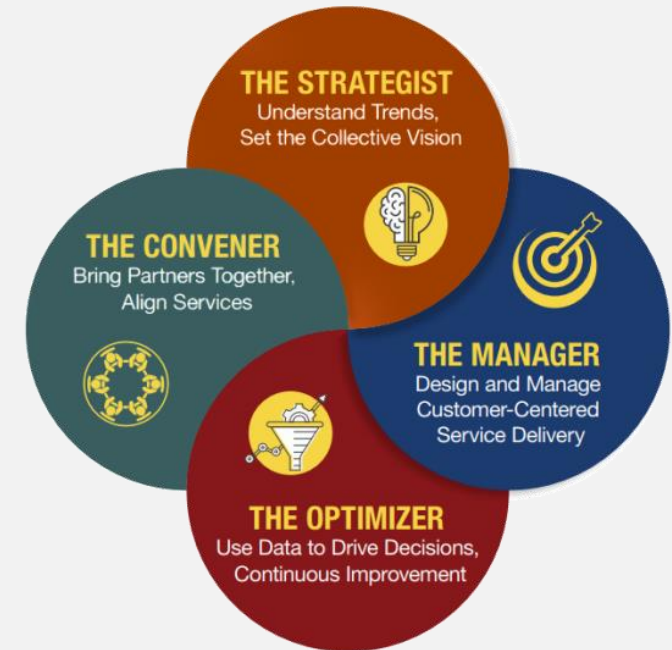 THE STRATEGIST
Understand Trends,
Set the Collective Vision
THE CONVENER
Bring Partners Together,
Align Services
THE MANAGER
Design and Manage
Customer-Centered
Service Delivery
THE OPTIMIZER
Use Data to Drive Decisions,
Continuous Improvement